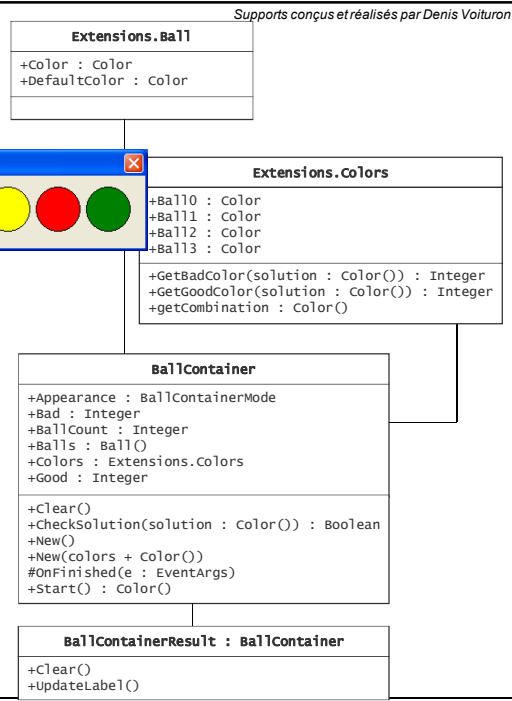 Supports conçus et réalisés par Denis Voituron
Extensions.Ball
+Color : Color
+DefaultColor : Color
Extensions.Colors
+Ball0 : Color
+Ball1 : Color
+Ball2 : Color
+Ball3 : Color
+GetBadColor(solution : Color()) : Integer
+GetGoodColor(solution : Color()) : Integer
+getCombination : Color()
BallContainer
+Appearance : BallContainerMode
+Bad : Integer
+BallCount : Integer
+Balls : Ball()
+Colors : Extensions.Colors
+Good : Integer
+Clear()
+CheckSolution(solution : Color()) : Boolean
+New()
+New(colors + Color())
#OnFinished(e : EventArgs)
+Start() : Color()
BallContainerResult : BallContainer
+Clear()
+UpdateLabel()